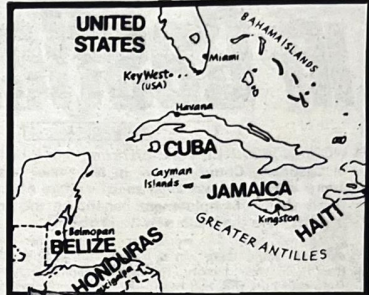 UNITED
STATES
BAHAMA ISLANDS
Miami
Key West
(USA)
Havana
CUBA
Cayman
Islands
JAMAICA
Kingston
HAITI
GREATER ANTILLES
Belmopan
BELIZE
HONDURAS